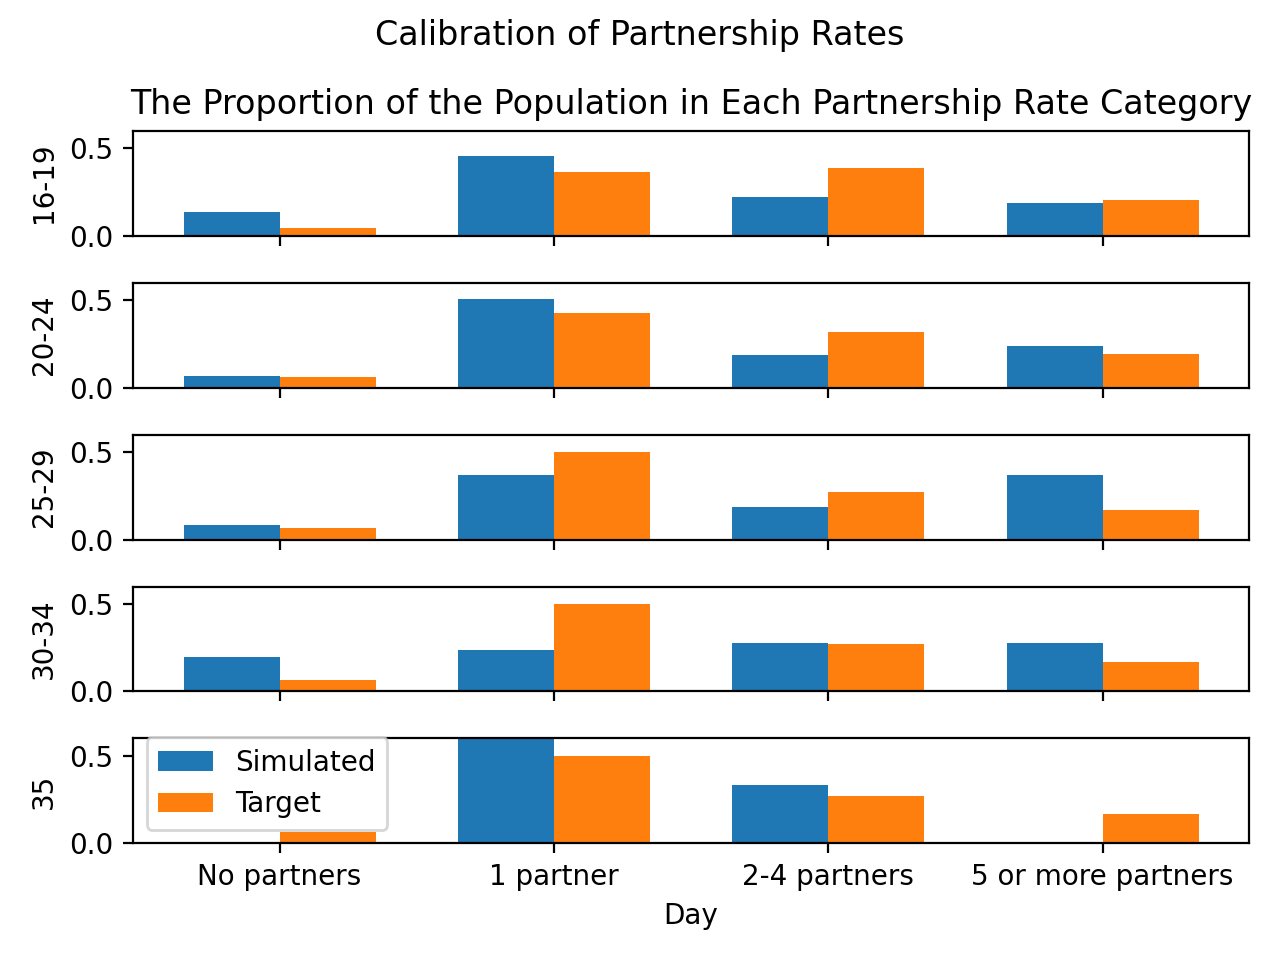 Calibration of Partnership Rates
The Proportion of the Population in Each Partnership Rate Category
16-19
0.5
0.0
20-24
0.5
0.0
25-29
0.5
0.0
30-34
0.5
0.0
35
0.5
0.0
Simulated
Target
No partners
1 partner
2-4 partners
5 or more partners
Day